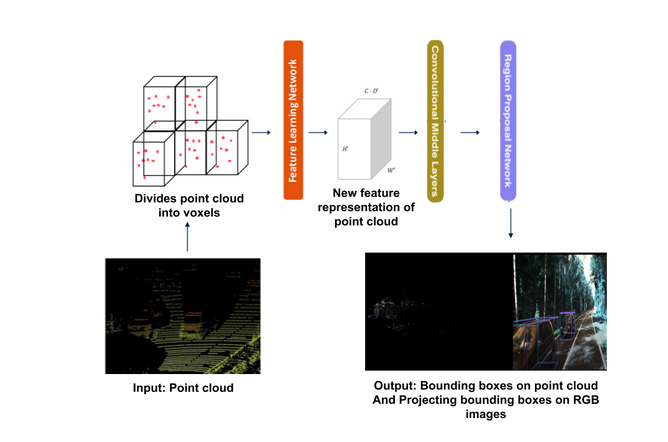 Feature Learning Network
Convolutional Middle Layers
Region Proposal Network
C · D'
H'
W'
Divides point cloud
into voxels
New feature
representation of
point cloud
Input: Point cloud
Output: Bounding boxes on point cloud
And Projecting bounding boxes on RGB
images